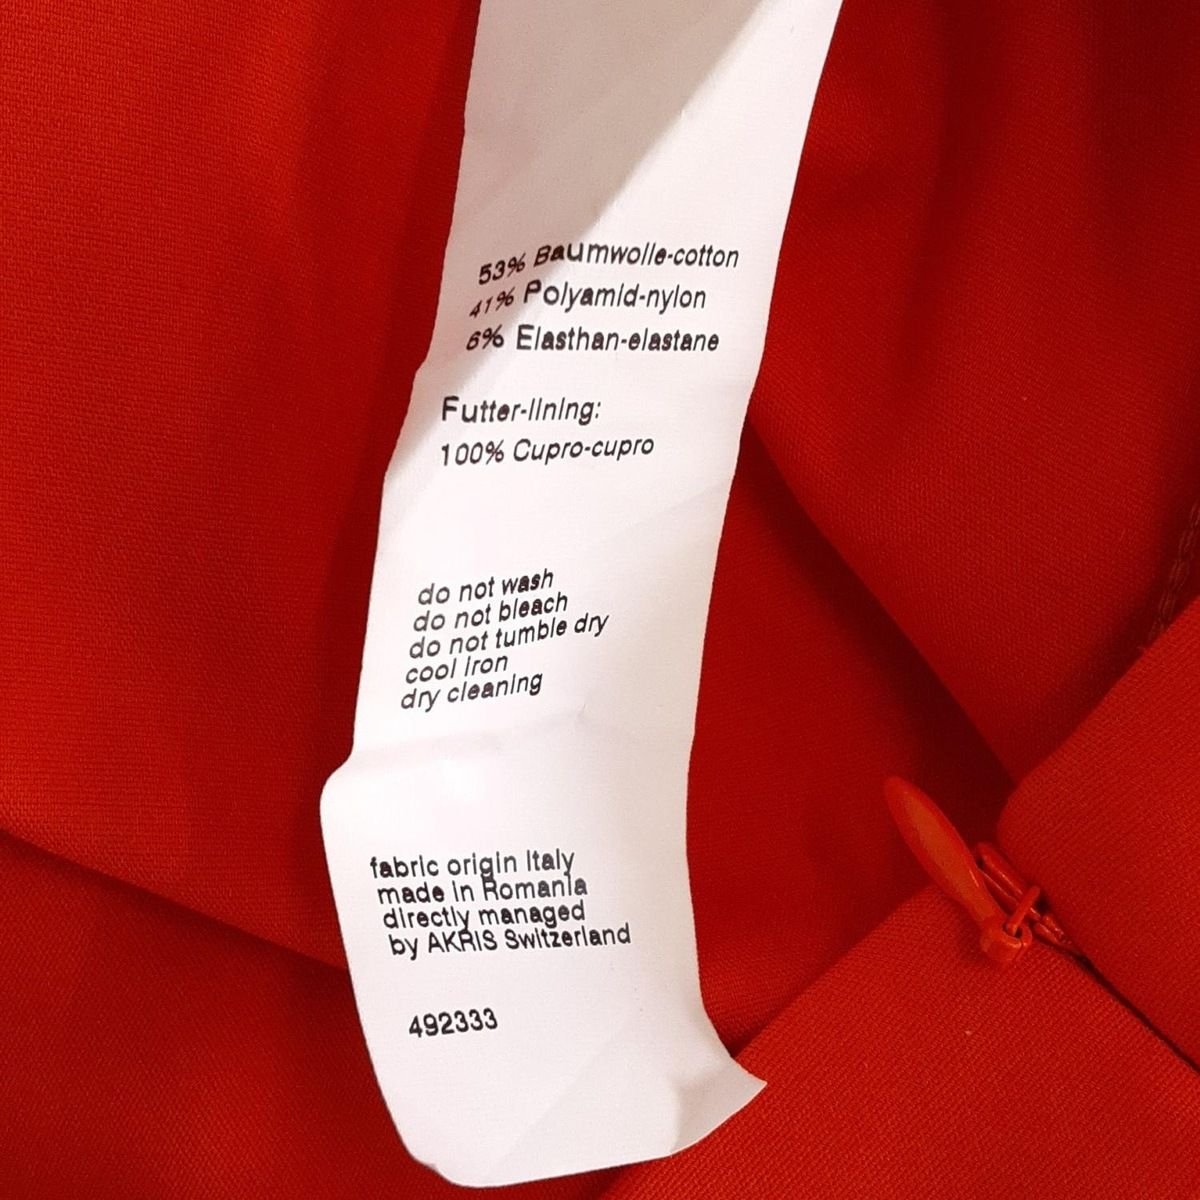 53% Baumwolle-cotton
41% Polyamid-nylon
6% Elasthan-elastane
Futter-lining:
100% Cupro-cupro
do not wash
do not bleach
do not tumble dry
cool iron
dry cleaning
fabric origin Italy
made in Romania
directly managed
by AKRIS Switzerland
492333